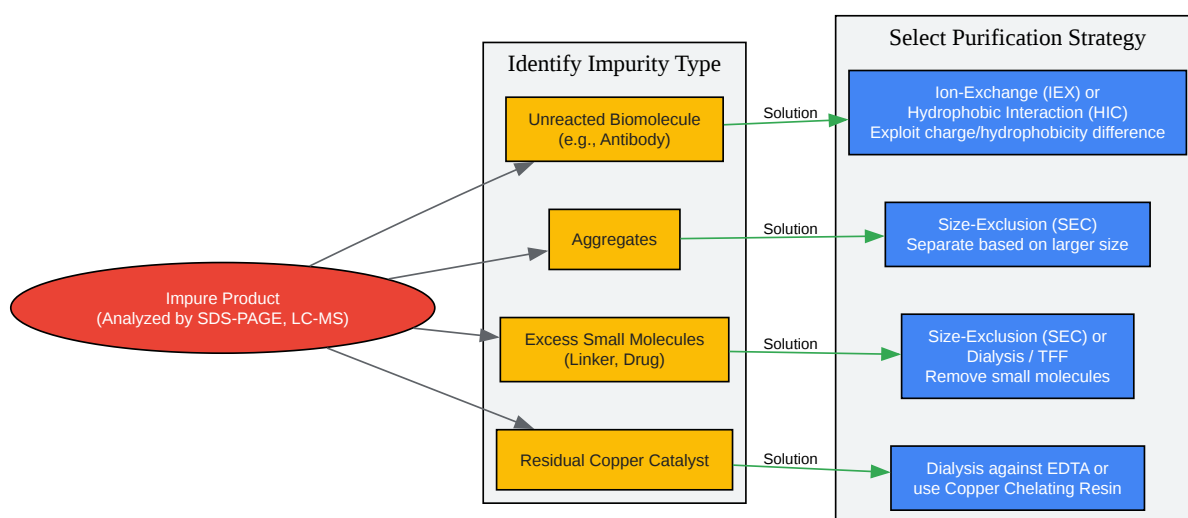 Select Purification Strategy
Identify Impurity Type
Unreacted Biomolecule
(e.g., Antibody)
Solution
Ion-Exchange (IEX) or
Hydrophobic Interaction (HIC)
Exploit charge/hydrophobicity difference
Aggregates
Solution
Size-Exclusion (SEC)
Separate based on larger size
Impure Product
(Analyzed by SDS-PAGE, LC-MS)
Excess Small Molecules
(Linker, Drug)
Solution
Size-Exclusion (SEC) or
Dialysis / TFF
Remove small molecules
Residual Copper Catalyst
Solution
Dialysis against EDTA or
use Copper Chelating Resin